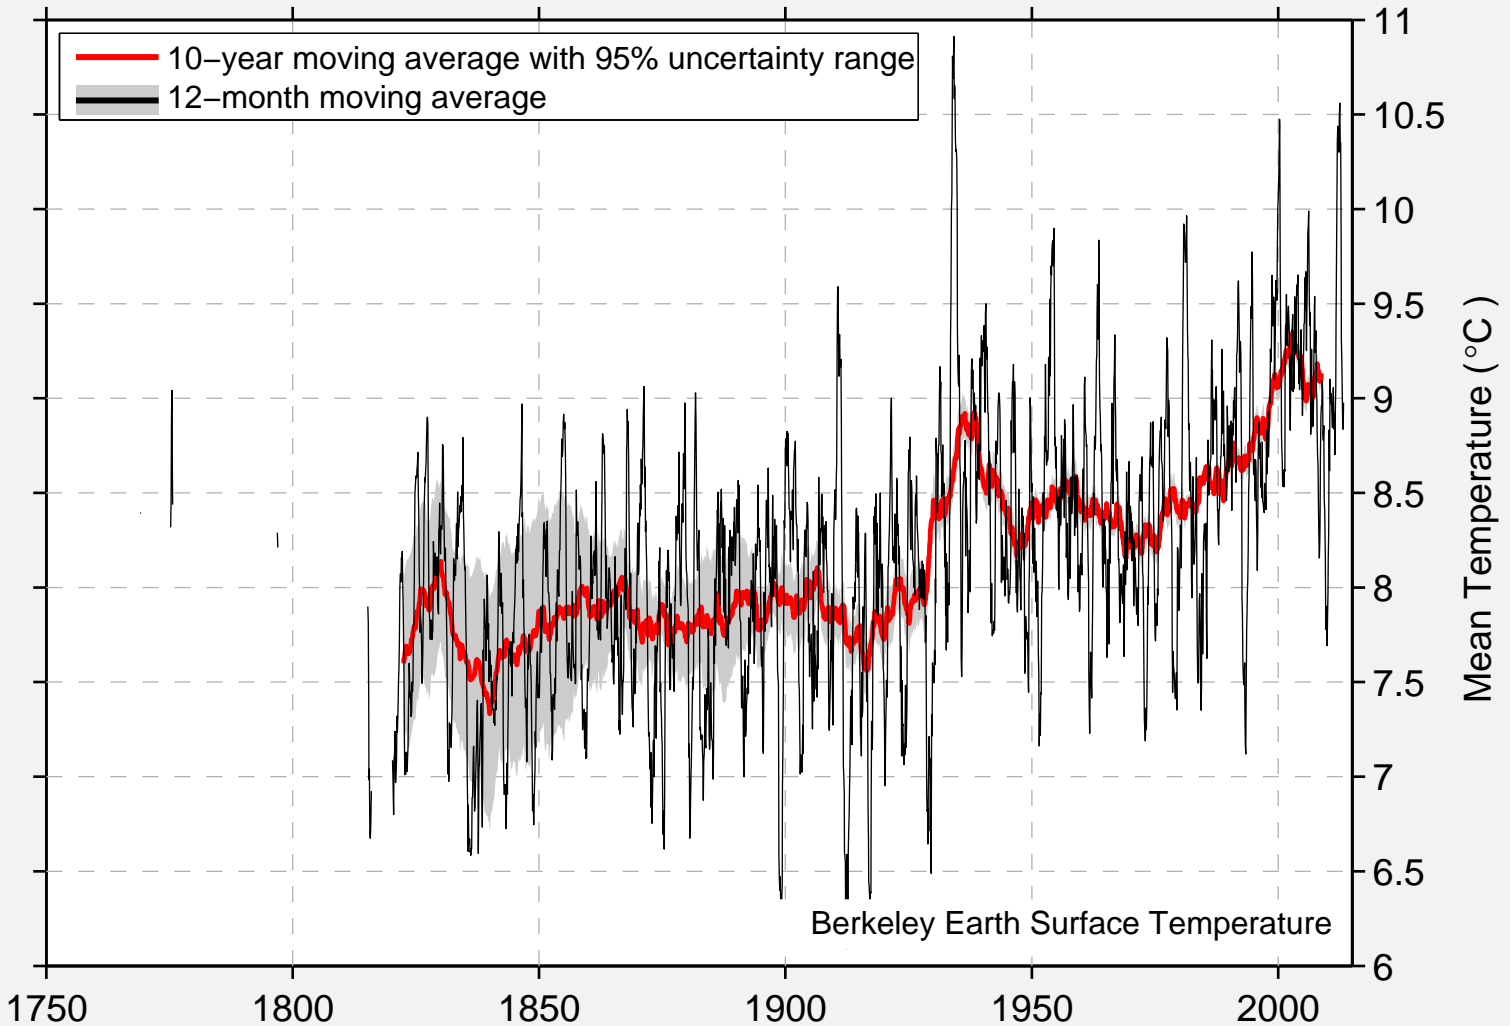 10–year moving average with 95% uncertainty range
12–month moving average
11
10.5
10
9.5
9
8.5
8
7.5
7
6.5
6
Mean Temperature (°C )
Berkeley Earth Surface Temperature
1750 1800 1850 1900 1950 2000